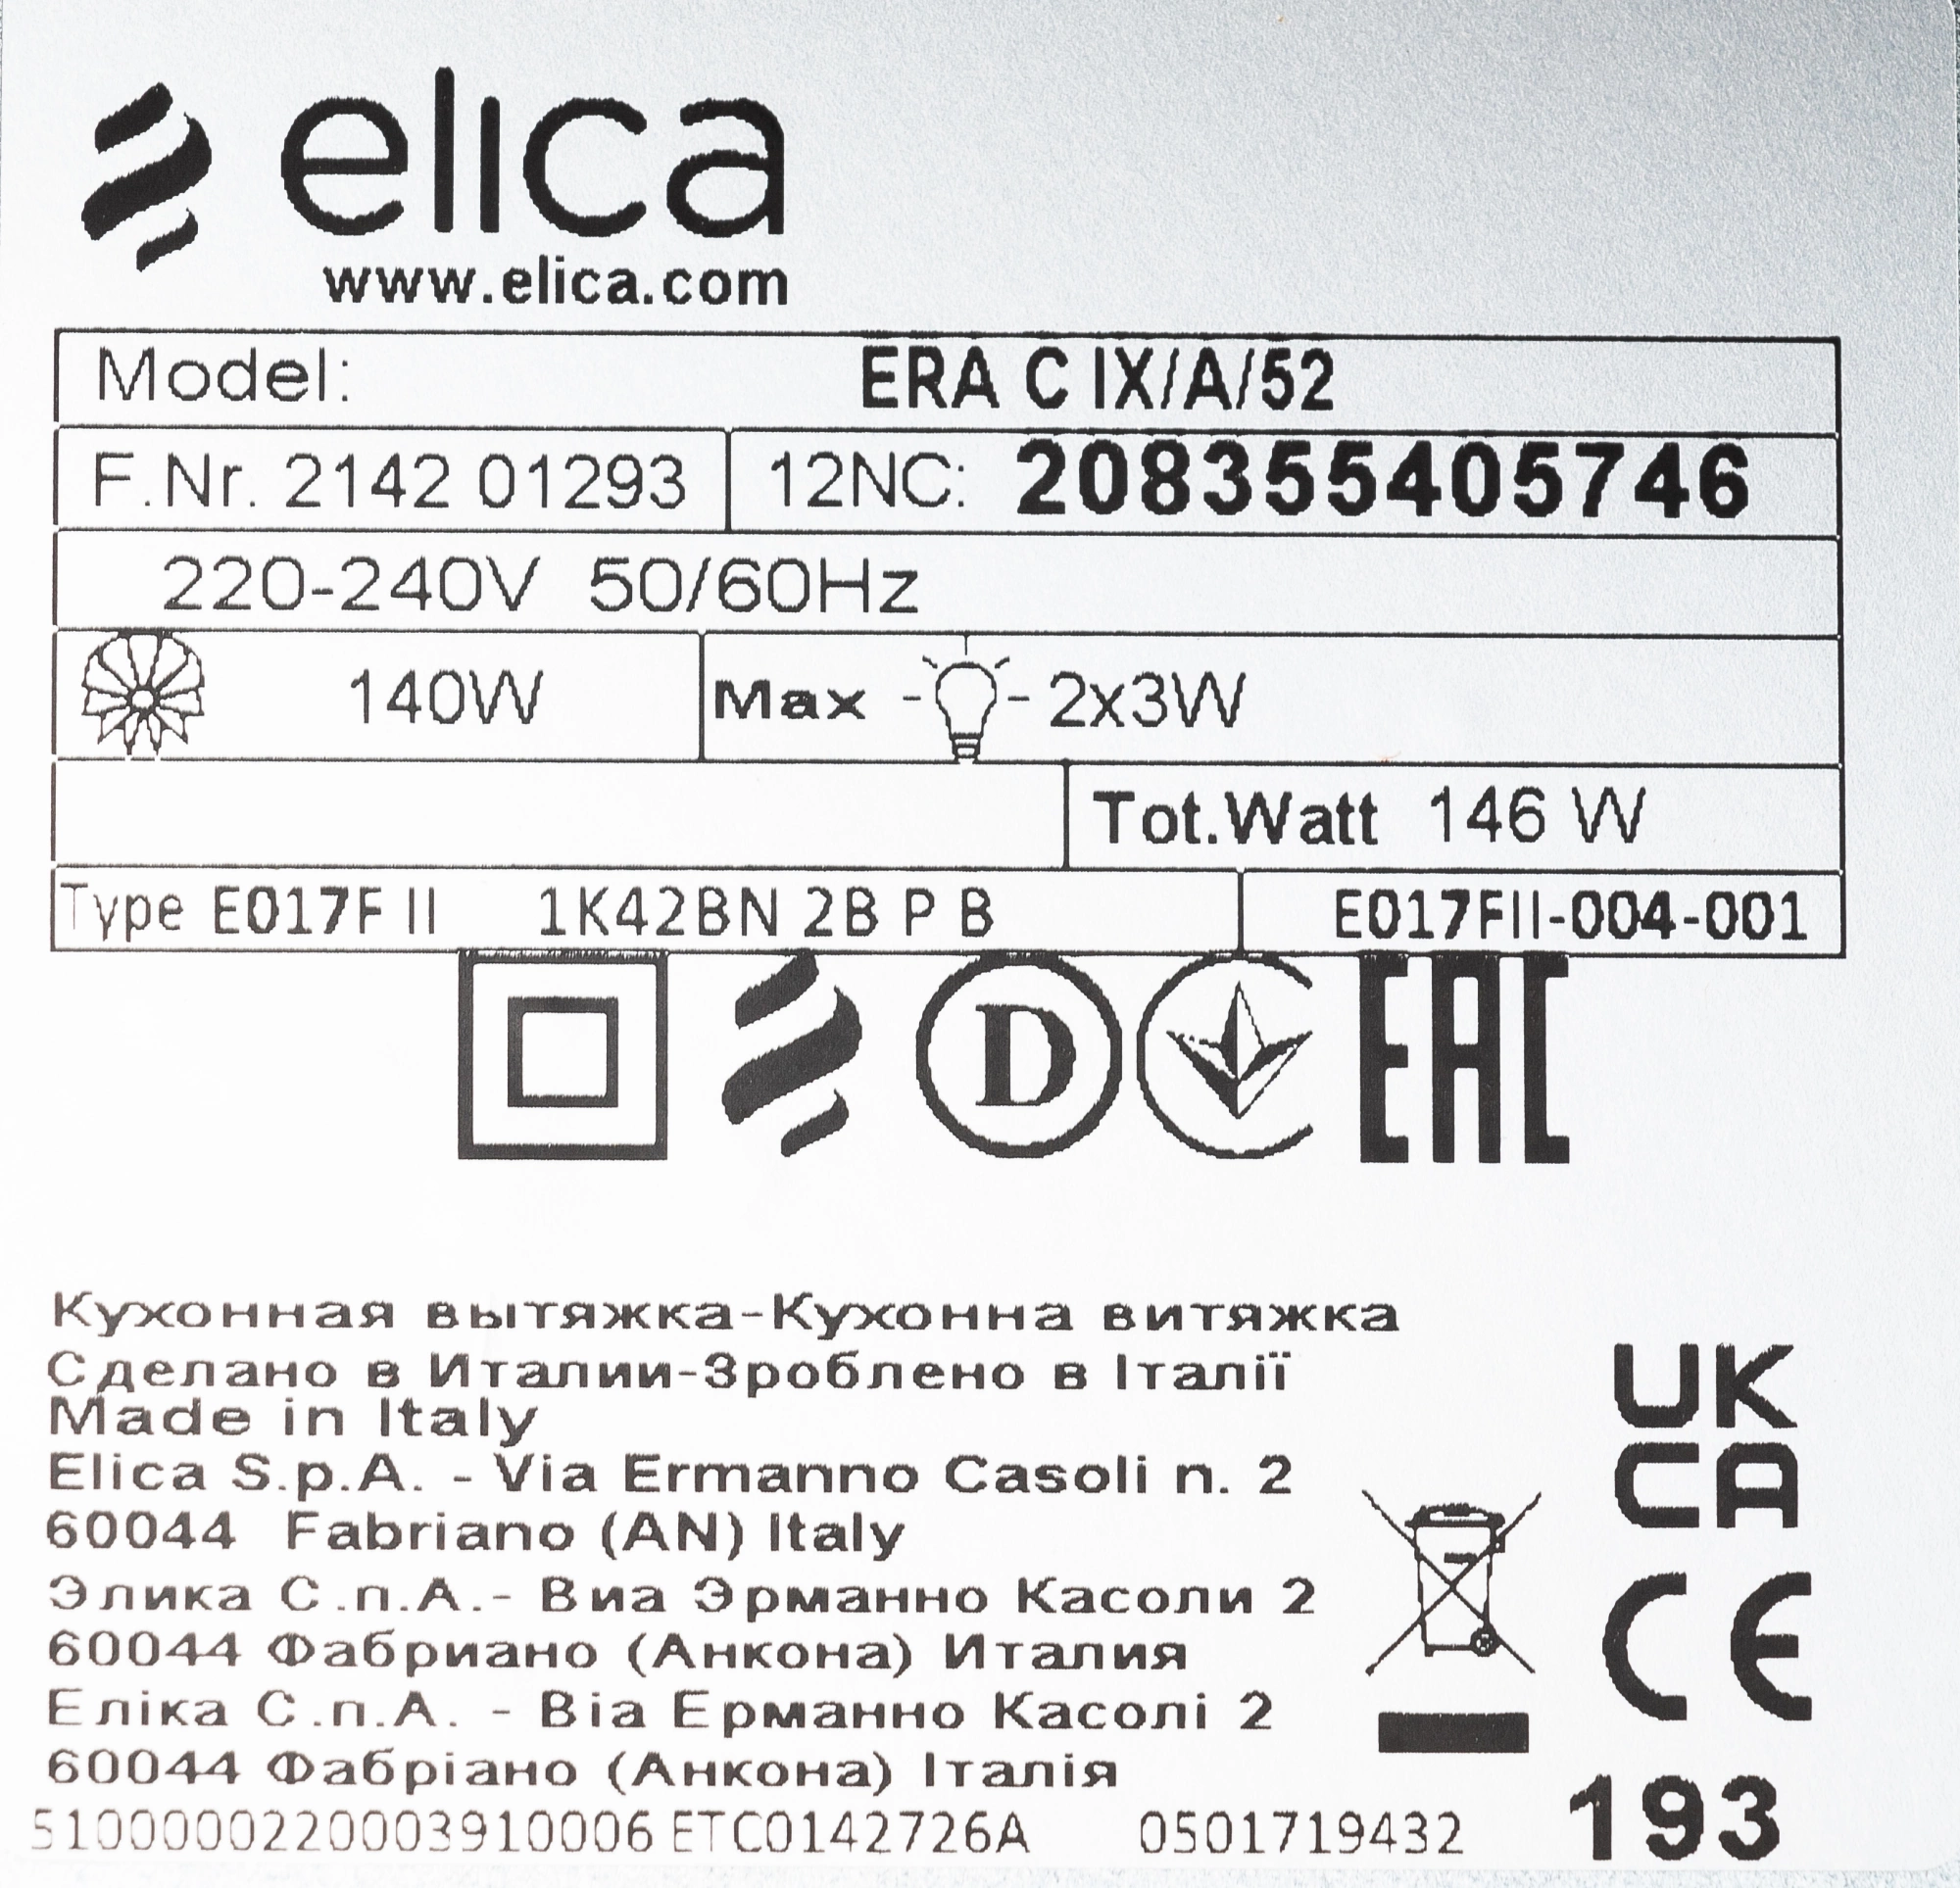 elica
www.elica.com
Model: ERA C IX/A/52
F.Nr. 2142 01293 12NC: 208355405746
220-240V 50/60Hz
140W Max 2x3W
Tot.Watt 146 W
Type E017F II 1K42BN 2B P B E017FII-004-001
D EAC
Кухонная вытяжка-Кухонна витяжка
Сделано в Италии-Зроблено в Італії
Made in Italy
Elica S.p.A. - Via Ermanno Casoli n. 2
60044 Fabriano (AN) Italy
Элика С.п.А.- Виа Эрманно Касоли 2
60044 Фабриано (Анкона) Италия
Еліка С.п.А. - Віа Ерманно Касолі 2
60044 Фабріано (Анкона) Італія
5100000220003910006 ETC0142726A 0501719432
UK
CA
CE
193